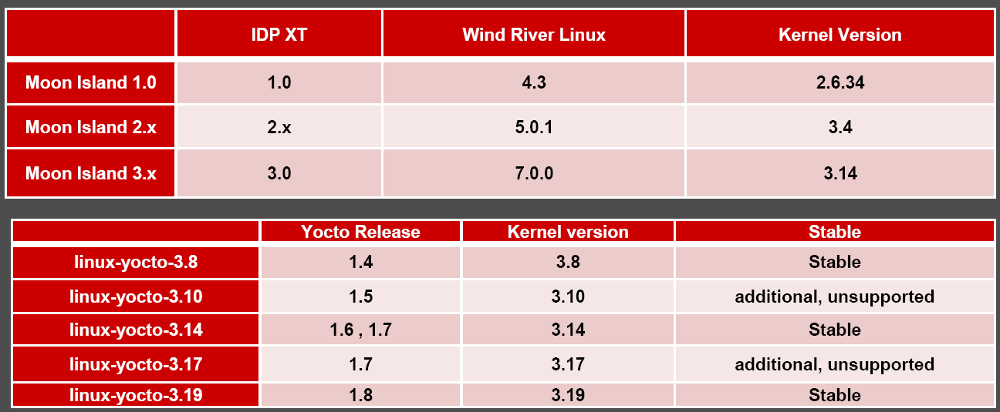 IDP XT Wind River Linux Kernel Version
Moon Island 1.0 1.0 4.3 2.6.34
Moon Island 2.x 2.x 5.0.1 3.4
Moon Island 3.x 3.0 7.0.0 3.14
Yocto Release Kernel version Stable
linux-yocto-3.8 1.4 3.8 Stable
linux-yocto-3.10 1.5 3.10 additional, unsupported
linux-yocto-3.14 1.6 , 1.7 3.14 Stable
linux-yocto-3.17 1.7 3.17 additional, unsupported
linux-yocto-3.19 1.8 3.19 Stable